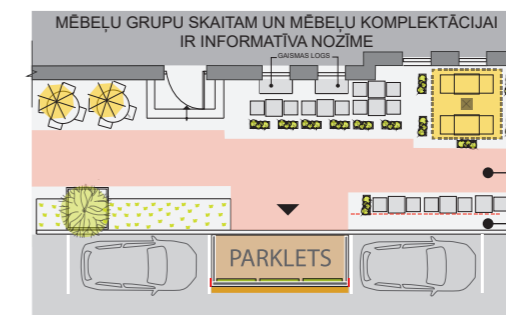 MĒBEĻU GRUPU SKAITAM UN MĒBEĻU KOMPLEKTĀCIJAI
IR INFORMATĪVA NOZĪME
GAISMAS LOGS
PARKLETS